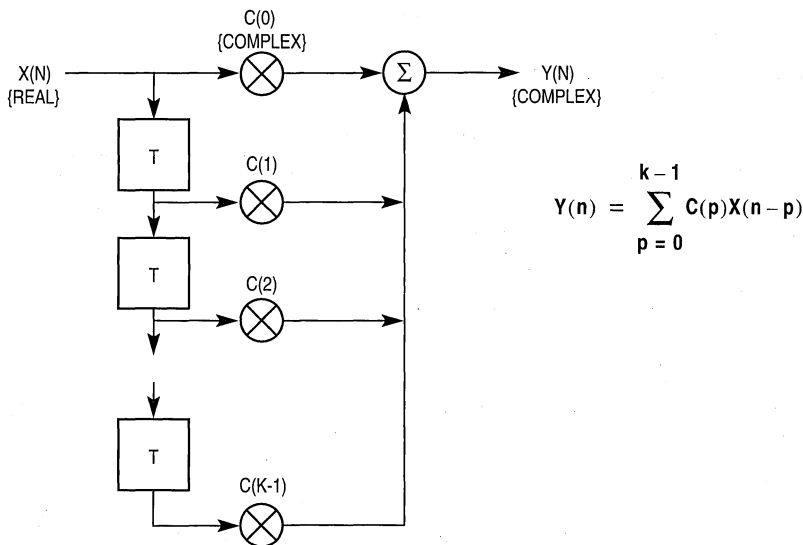 C(0)
{COMPLEX}
X(N)
{REAL}
Σ
Y(N)
{COMPLEX}
T
C(1)
T
C(2)
T
C(K-1)
k − 1
Y(n) = ∑ C(p)X(n − p)
p = 0